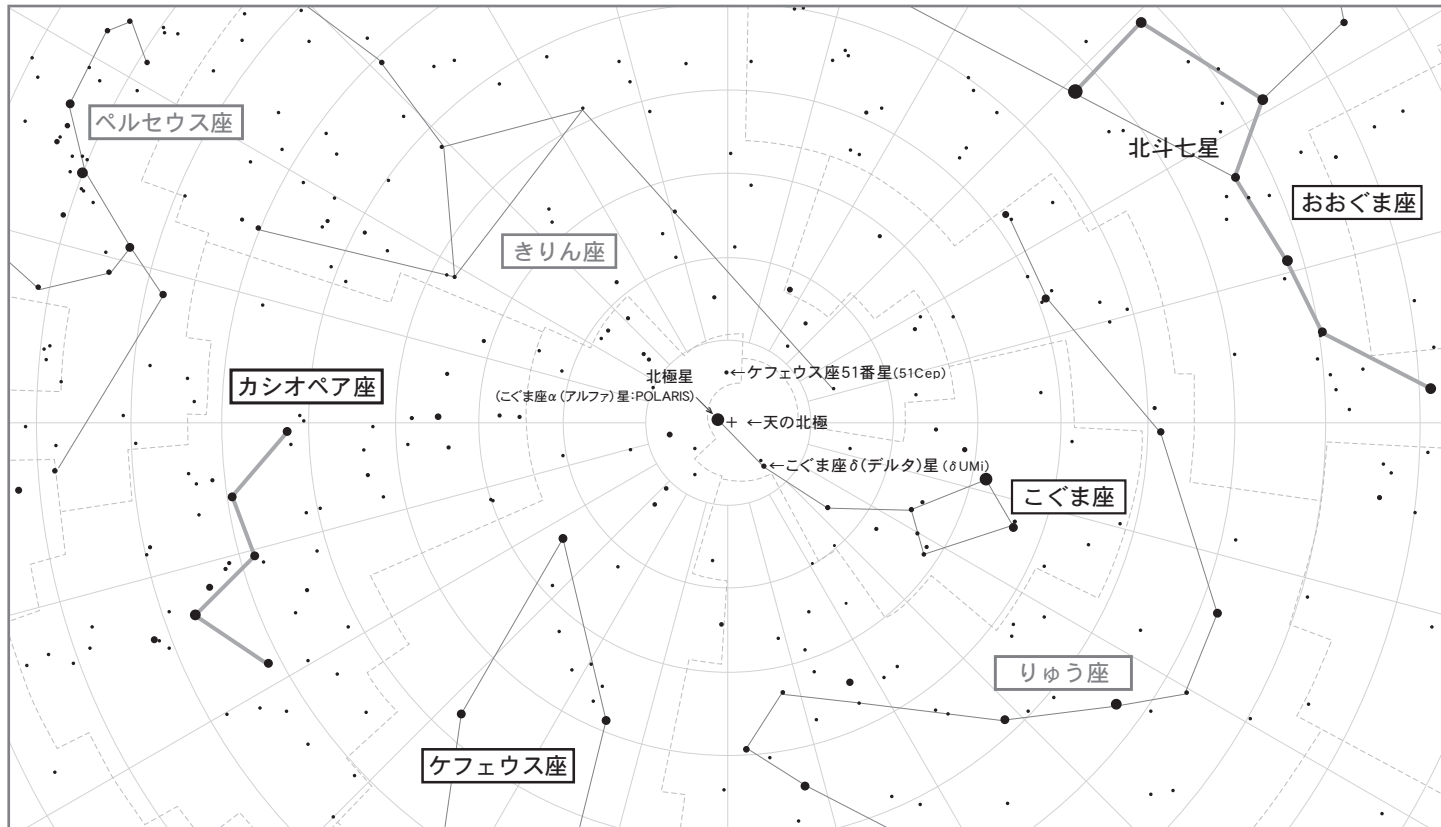 北斗七星
ペルセウス座
おおぐま座
きりん座
←ケフェウス座51番星(51Cep)
北極星
(こぐま座α(アルファ)星:POLARIS)
カシオペア座
+ ←天の北極
←こぐま座δ(デルタ)星(δUMi)
こぐま座
りゅう座
ケフェウス座